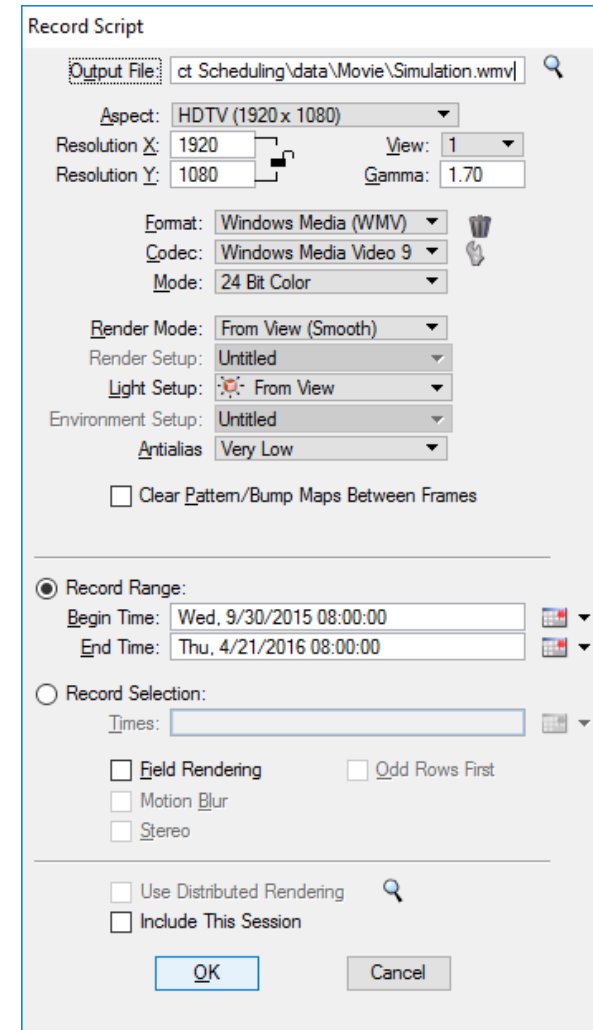 Record Script
Output File: ct Scheduling\data\Movie\Simulation.wmv
Aspect: HDTV (1920 x 1080)
Resolution X: 1920 View: 1
Resolution Y: 1080 Gamma: 1.70
Format: Windows Media (WMV)
Codec: Windows Media Video 9
Mode: 24 Bit Color
Render Mode: From View (Smooth)
Render Setup: Untitled
Light Setup: From View
Environment Setup: Untitled
Antialias Very Low
Clear Pattern/Bump Maps Between Frames
Record Range:
Begin Time: Wed, 9/30/2015 08:00:00
End Time: Thu, 4/21/2016 08:00:00
Record Selection:
Times:
Field Rendering Odd Rows First
Motion Blur
Stereo
Use Distributed Rendering
Include This Session
OK Cancel